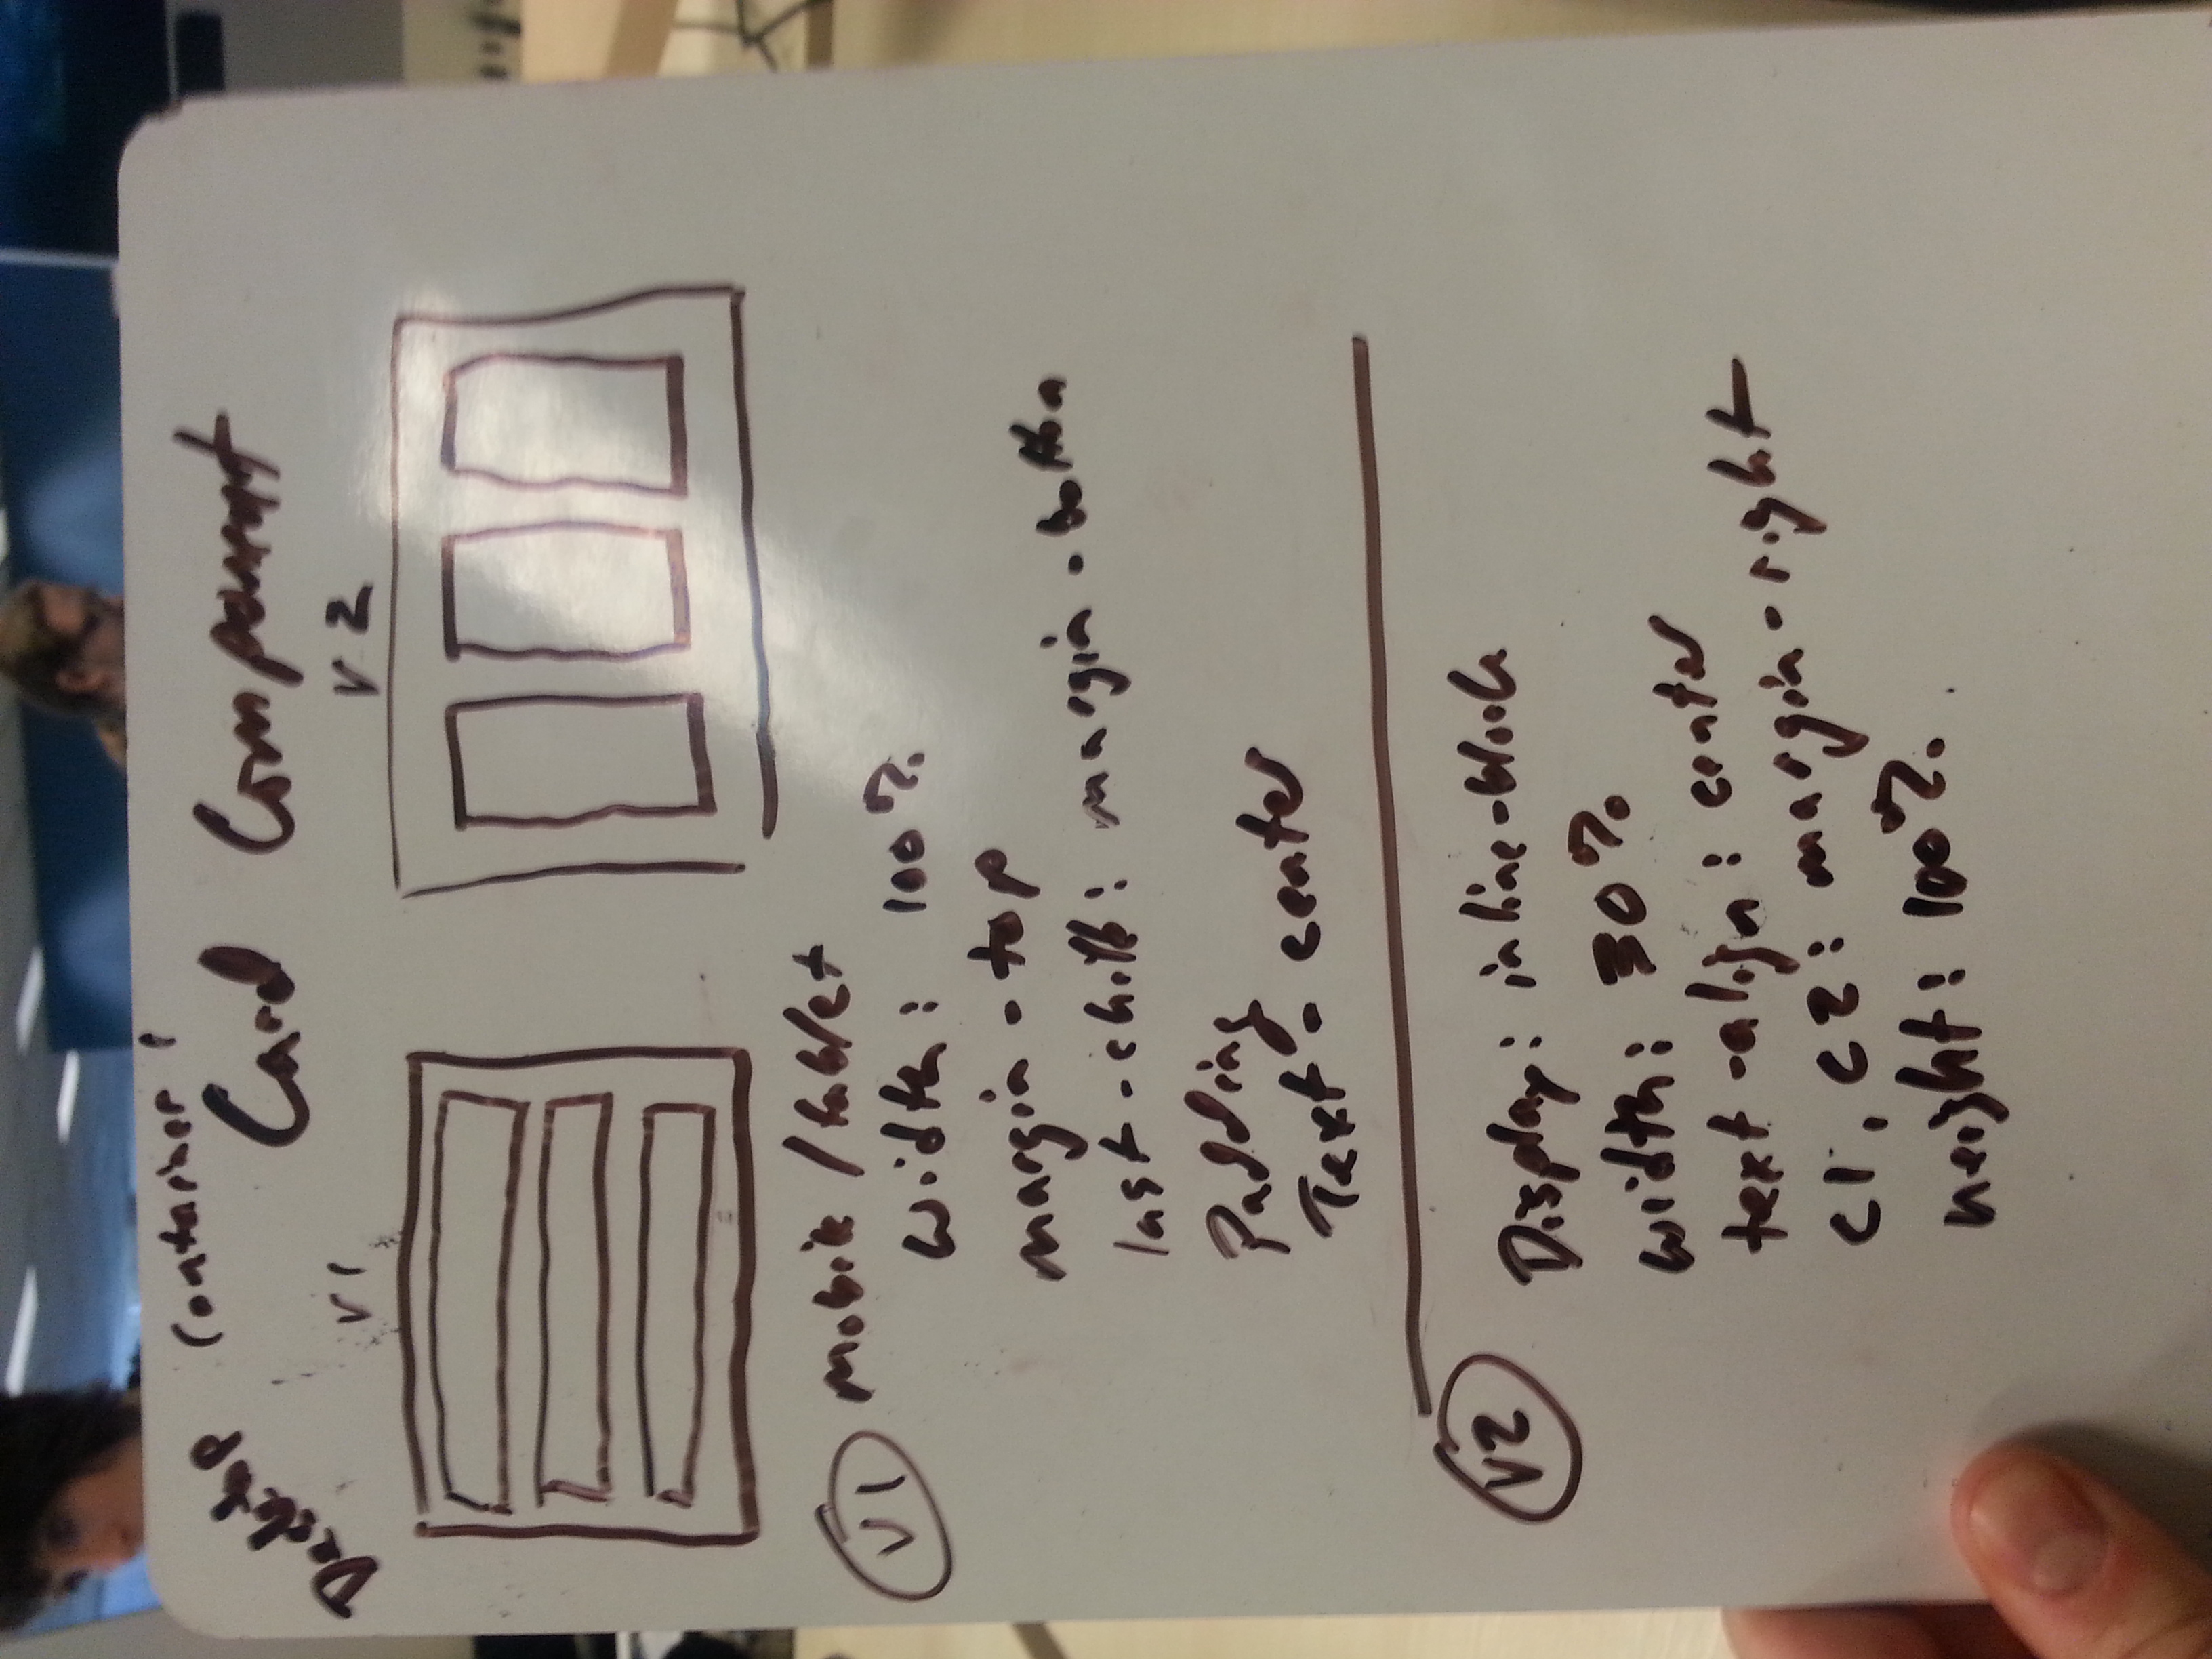 Desktop Container 1
Card Component
V1 V2
V1 Mobile/tablet
width: 100%
margin-top
last-child: margin-bottom
Padding
Text-center
V2 Display: inline-block
width: 30%
text-align: center
C1, C2: margin-right
height: 100%